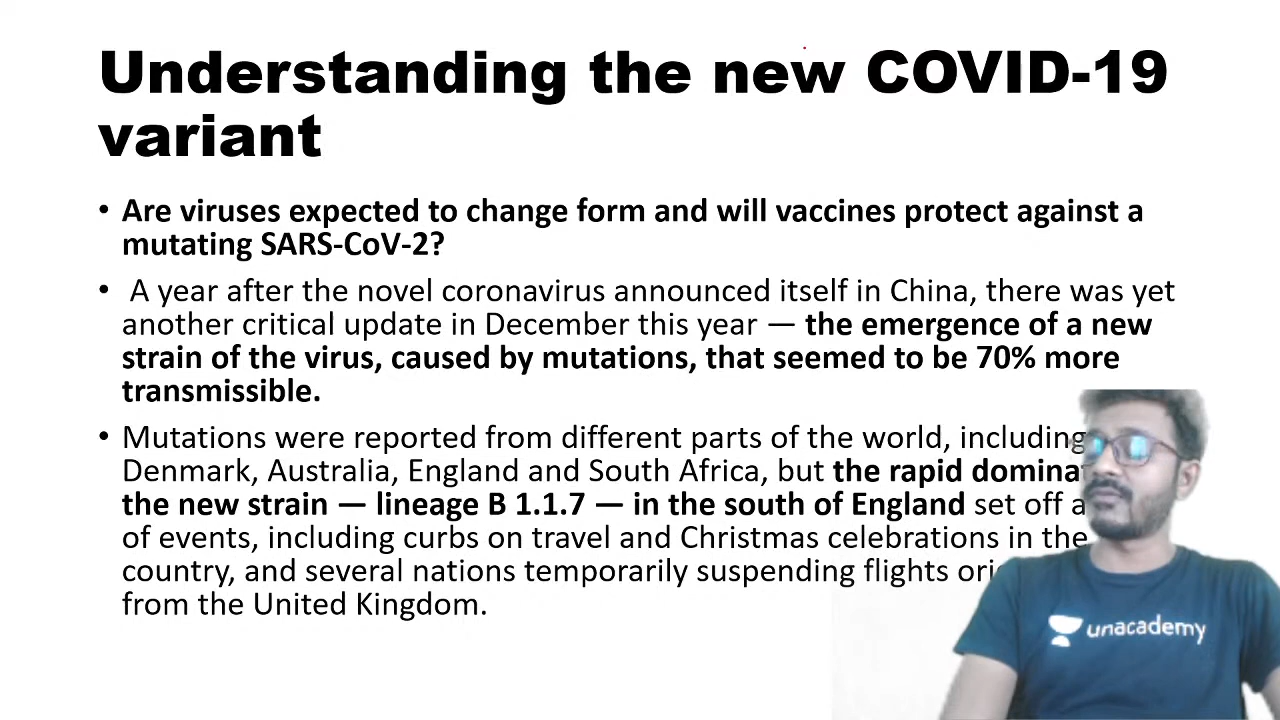 Understanding the new COVID-19
variant
• Are viruses expected to change form and will vaccines protect against a
mutating SARS-CoV-2?
• A year after the novel coronavirus announced itself in China, there was yet
another critical update in December this year — the emergence of a new
strain of the virus, caused by mutations, that seemed to be 70% more
transmissible.
• Mutations were reported from different parts of the world, including
Denmark, Australia, England and South Africa, but the rapid
the new strain — lineage B 1.1.7 — in the south of England set off a
of events, including curbs on travel and Christmas celebrations in the
country, and several nations temporarily suspending flights
from the United Kingdom.
unacademy